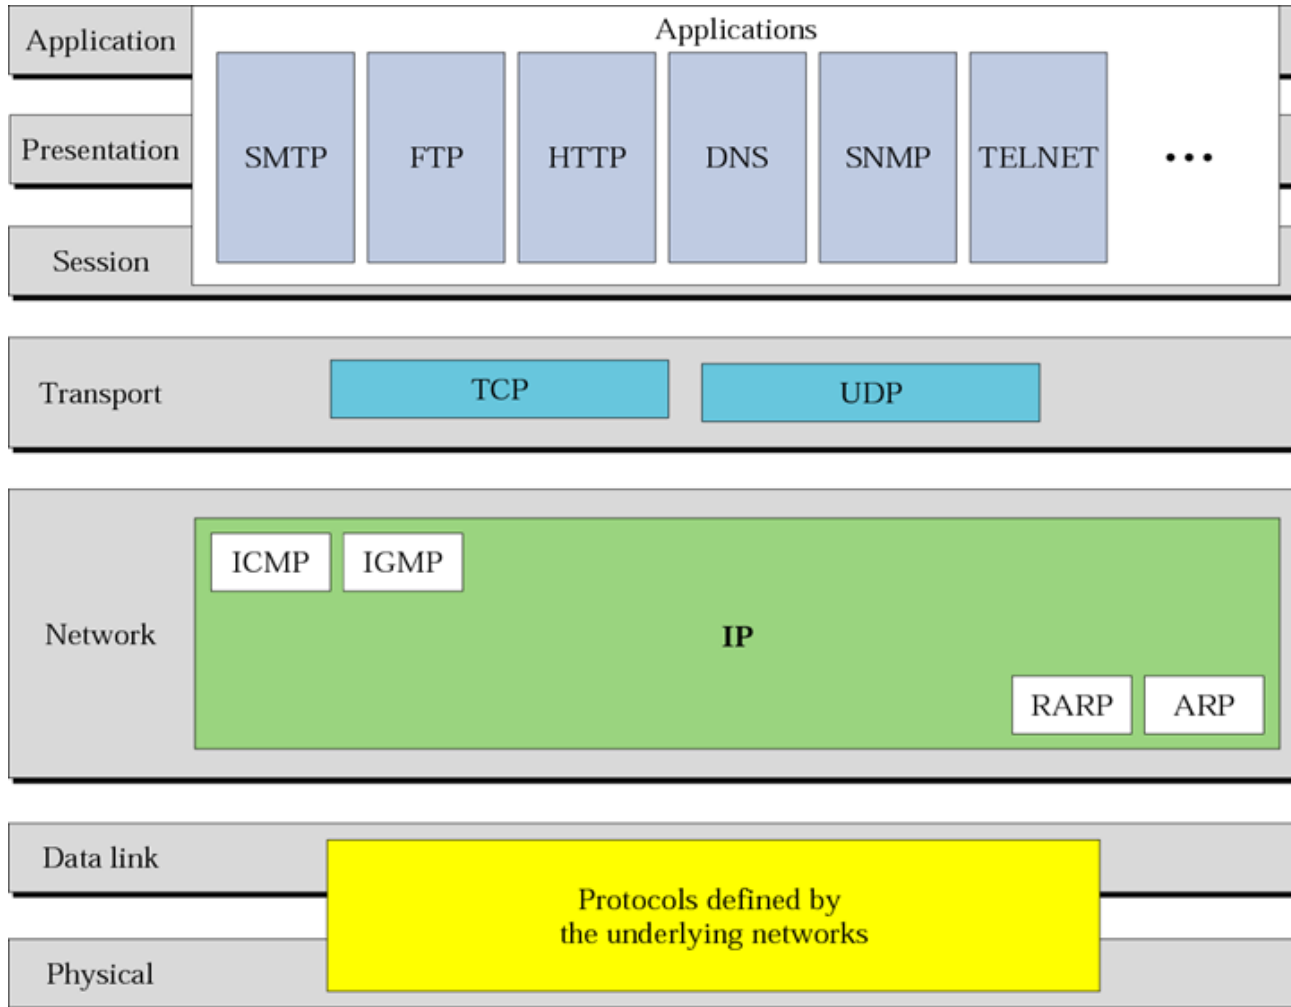 Application
Applications
Presentation
SMTP
FTP
HTTP
DNS
SNMP
TELNET
...
Session
Transport
TCP
UDP
Network
ICMP
IGMP
IP
RARP
ARP
Data link
Protocols defined by
the underlying networks
Physical